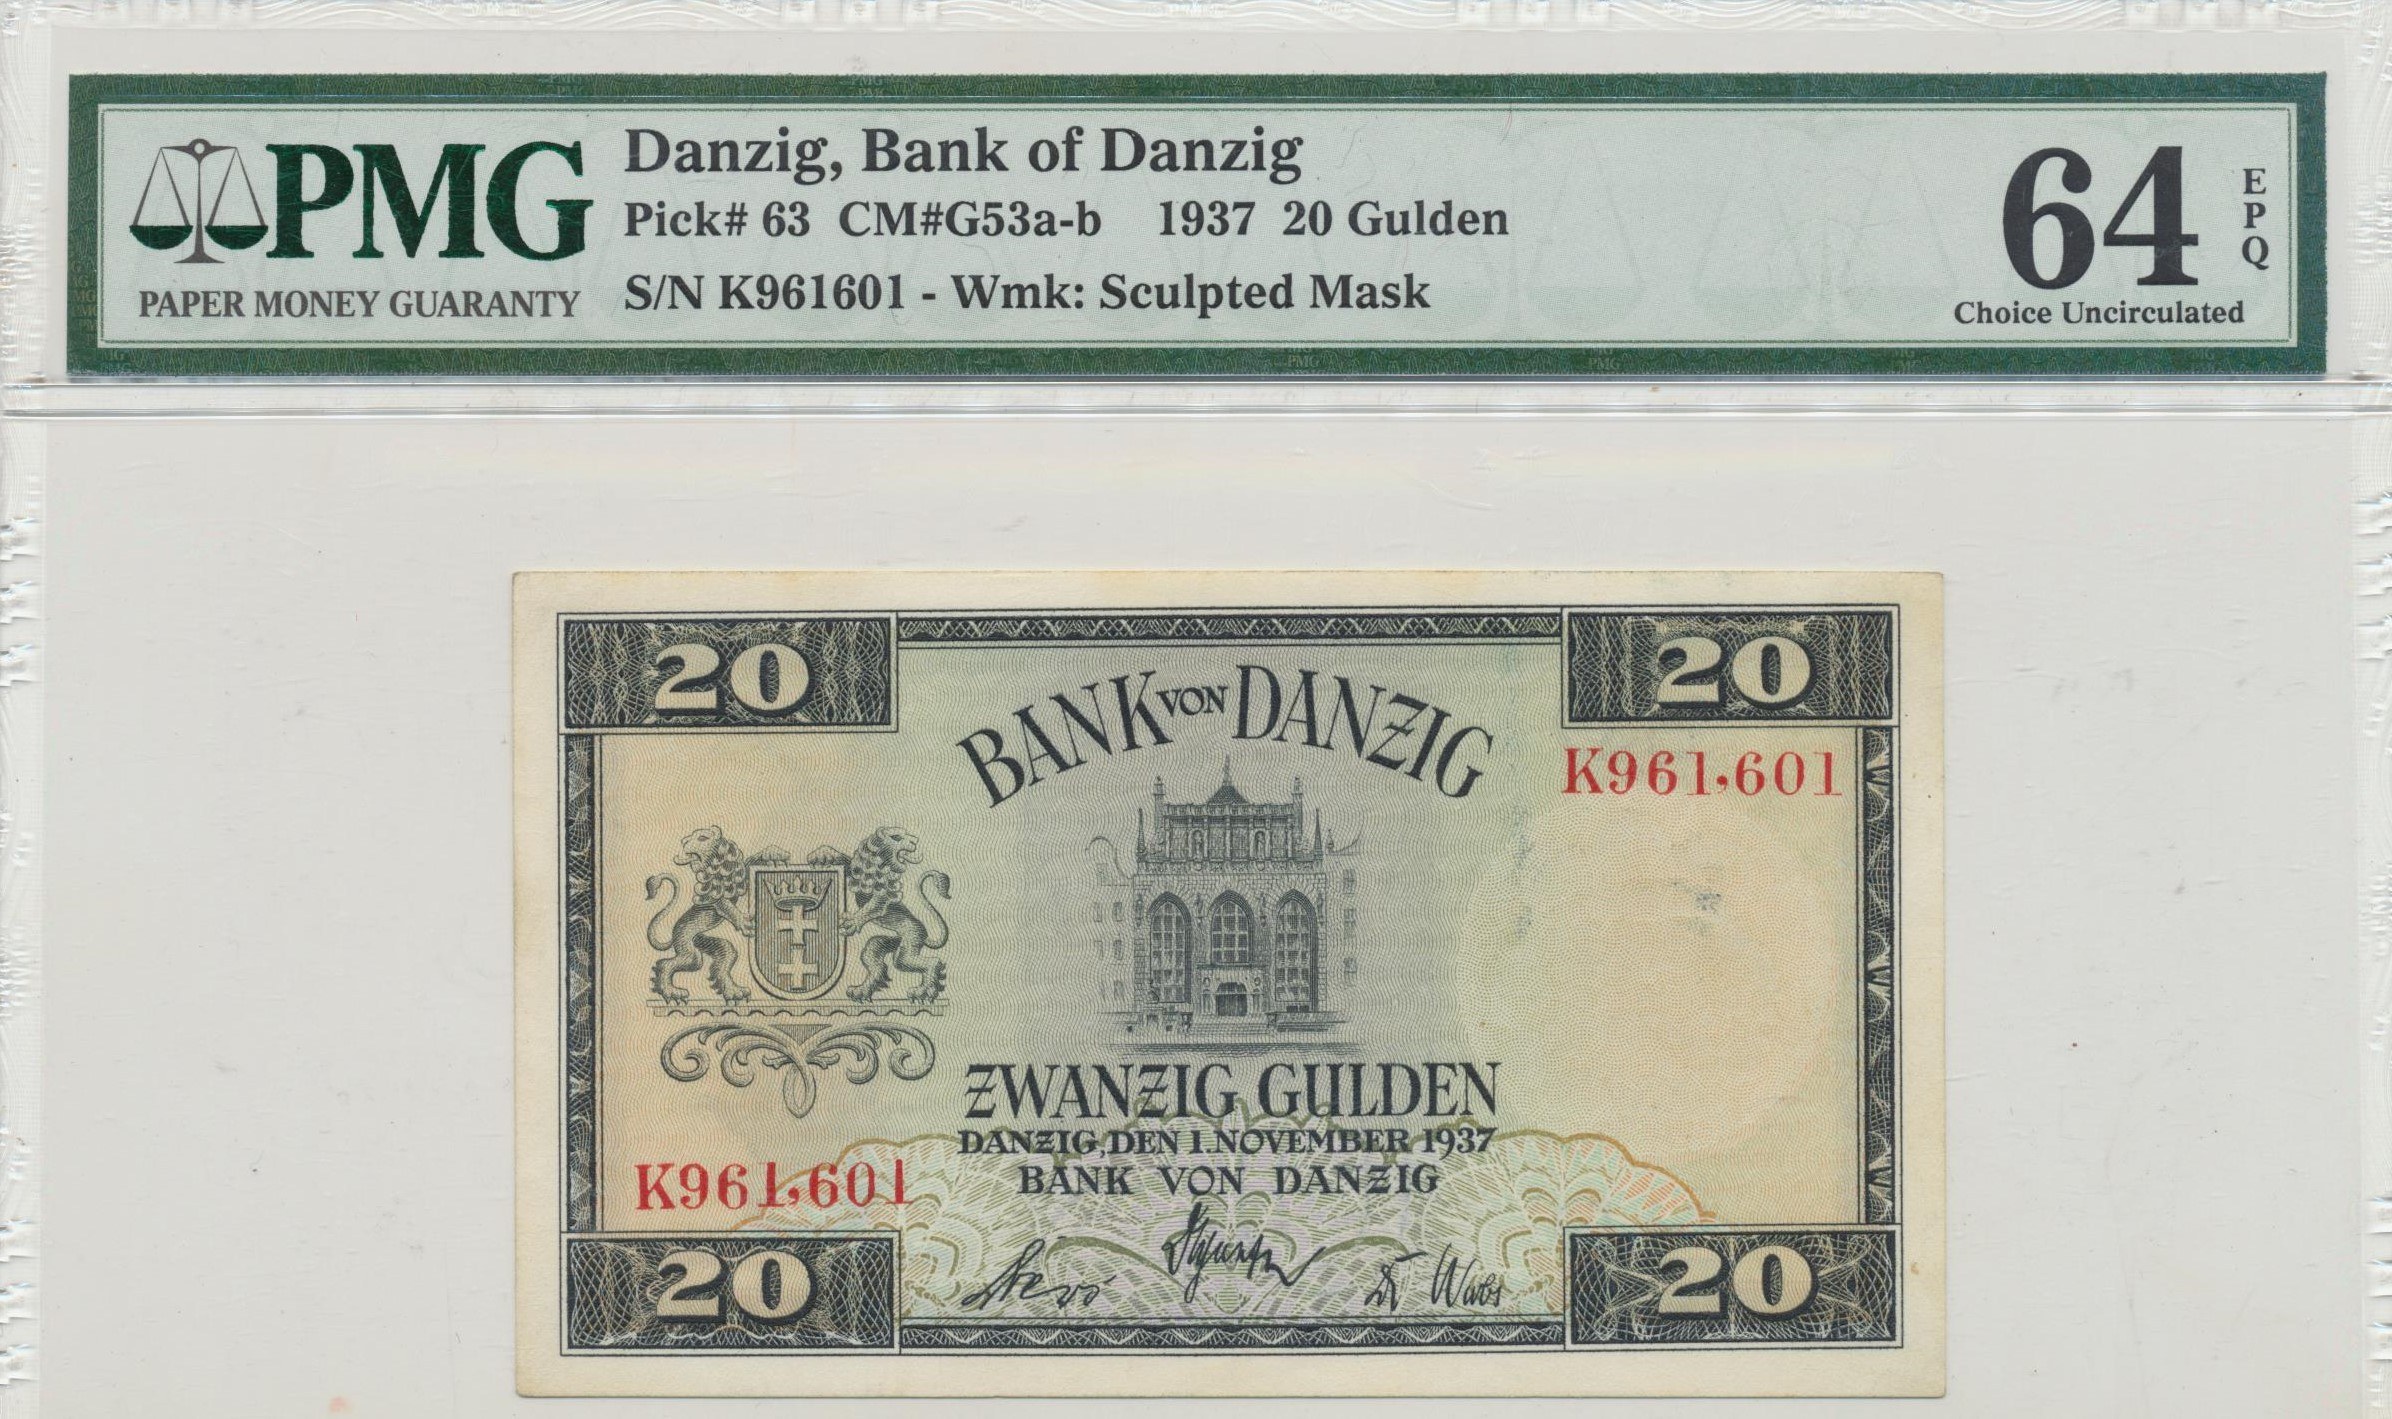 PMG
PAPER MONEY GUARANTY
Danzig, Bank of Danzig
Pick# 63 CM#G53a-b 1937 20 Gulden
S/N K961601 - Wmk: Sculpted Mask
64
EPQ
Choice Uncirculated
20
20
BANK VON DANZIG
K961,601
ZWANZIG GULDEN
DANZIG, DEN 1. NOVEMBER 1937
BANK VON DANZIG
K961,601
20
20